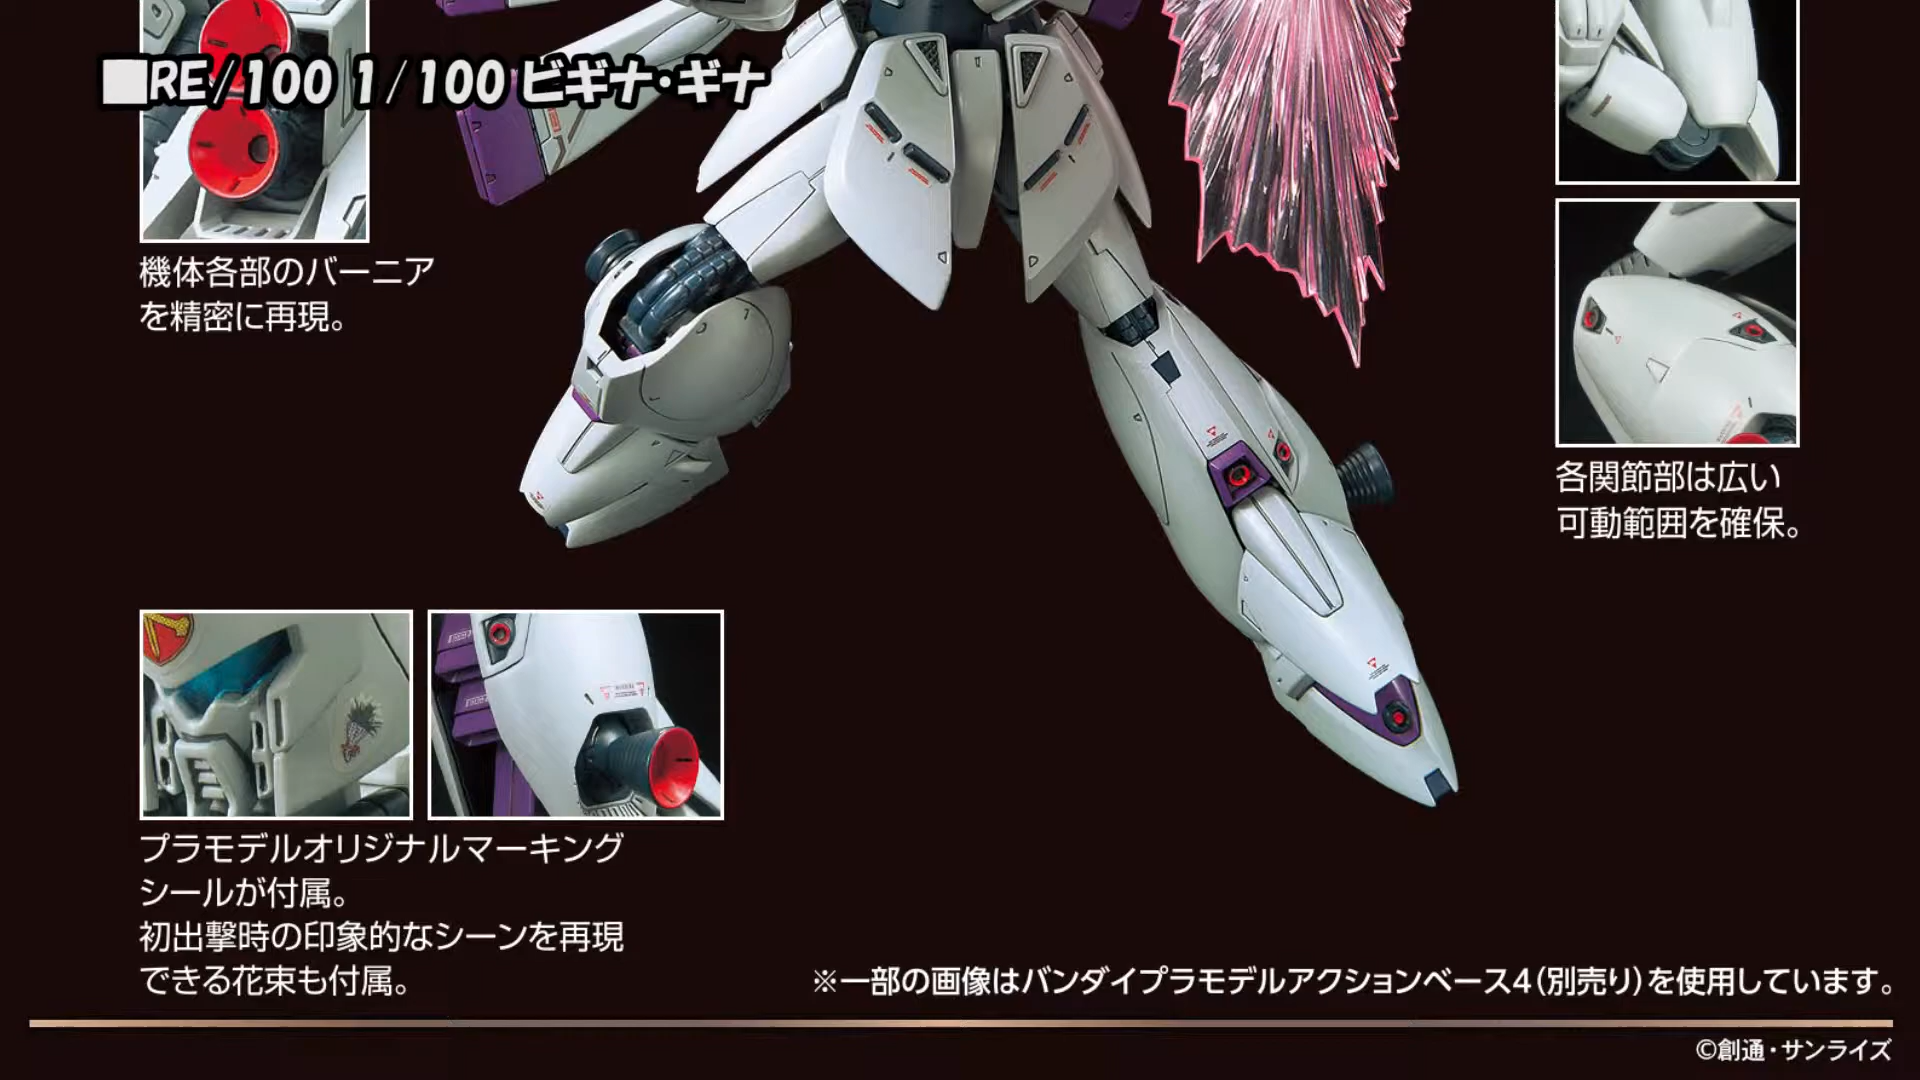 ■RE/100 1/100 ビギナ・ギナ
機体各部のバーニア
を精密に再現。
各関節部は広い
可動範囲を確保。
プラモデルオリジナルマーキング
シールが付属。
初出撃時の印象的なシーンを再現
できる花束も付属。
※一部の画像はバンダイプラモデルアクションベース4(別売り)を使用しています。
©創通・サンライズ